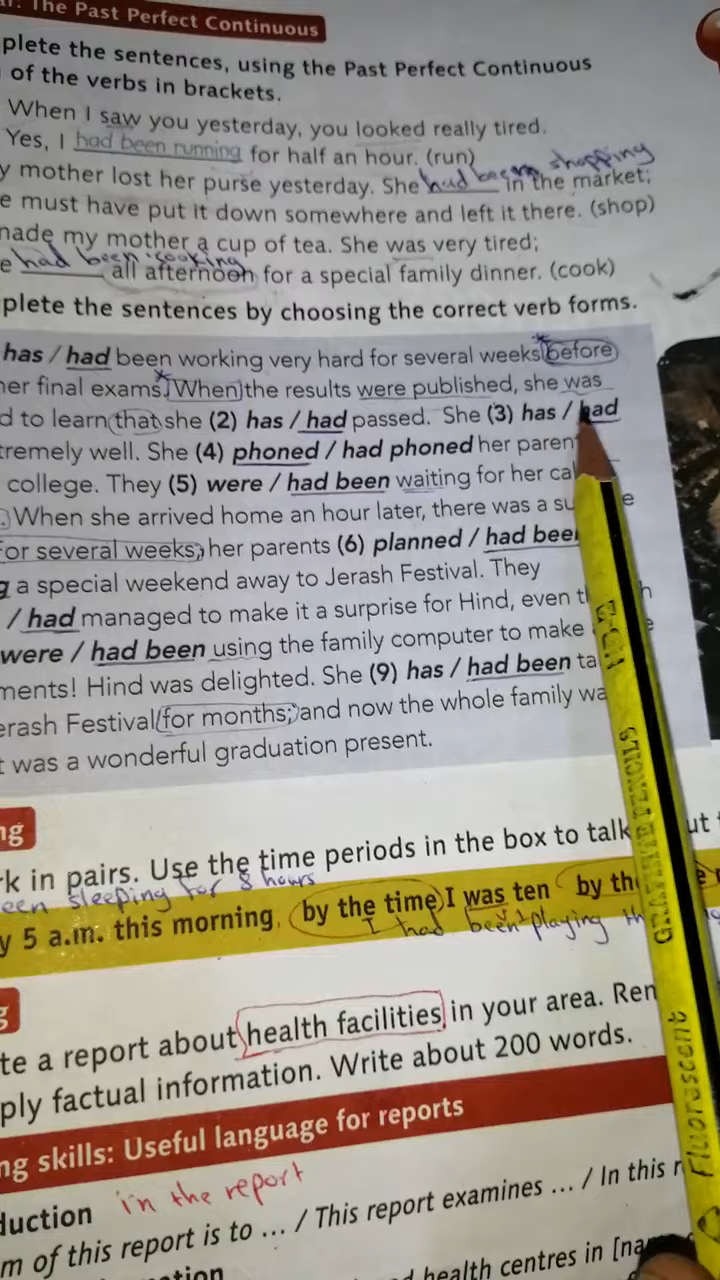 The Past Perfect Continuous
plete the sentences, using the Past Perfect Continuous
of the verbs in brackets.
When I saw you yesterday, you looked really tired.
Yes, I had been running for half an hour. (run)
y mother lost her purse yesterday. She had been shopping in the market;
e must have put it down somewhere and left it there. (shop)
nade my mother a cup of tea. She was very tired;
e had been cooking all afternoon for a special family dinner. (cook)
plete the sentences by choosing the correct verb forms.
has / had been working very hard for several weeks before
ner final exams. When the results were published, she was
d to learn that she (2) has / had passed. She (3) has / had
tremely well. She (4) phoned / had phoned her paren
college. They (5) were / had been waiting for her cal
. When she arrived home an hour later, there was a su e
or several weeks, her parents (6) planned / had bee
g a special weekend away to Jerash Festival. They
/ had managed to make it a surprise for Hind, even t h
were / had been using the family computer to make e
ments! Hind was delighted. She (9) has / had been ta
erash Festival for months; and now the whole family wa
t was a wonderful graduation present.
ng
rk in pairs. Use the time periods in the box to talk ut t
een sleeping for 8 hours
y 5 a.m. this morning by the time I was ten by th e
I had been playing th
g
te a report about health facilities in your area. Ren
ply factual information. Write about 200 words.
ng skills: Useful language for reports
duction in the report
m of this report is to ... / This report examines ... / In this r
ation
d health centres in [na
Fluorescent